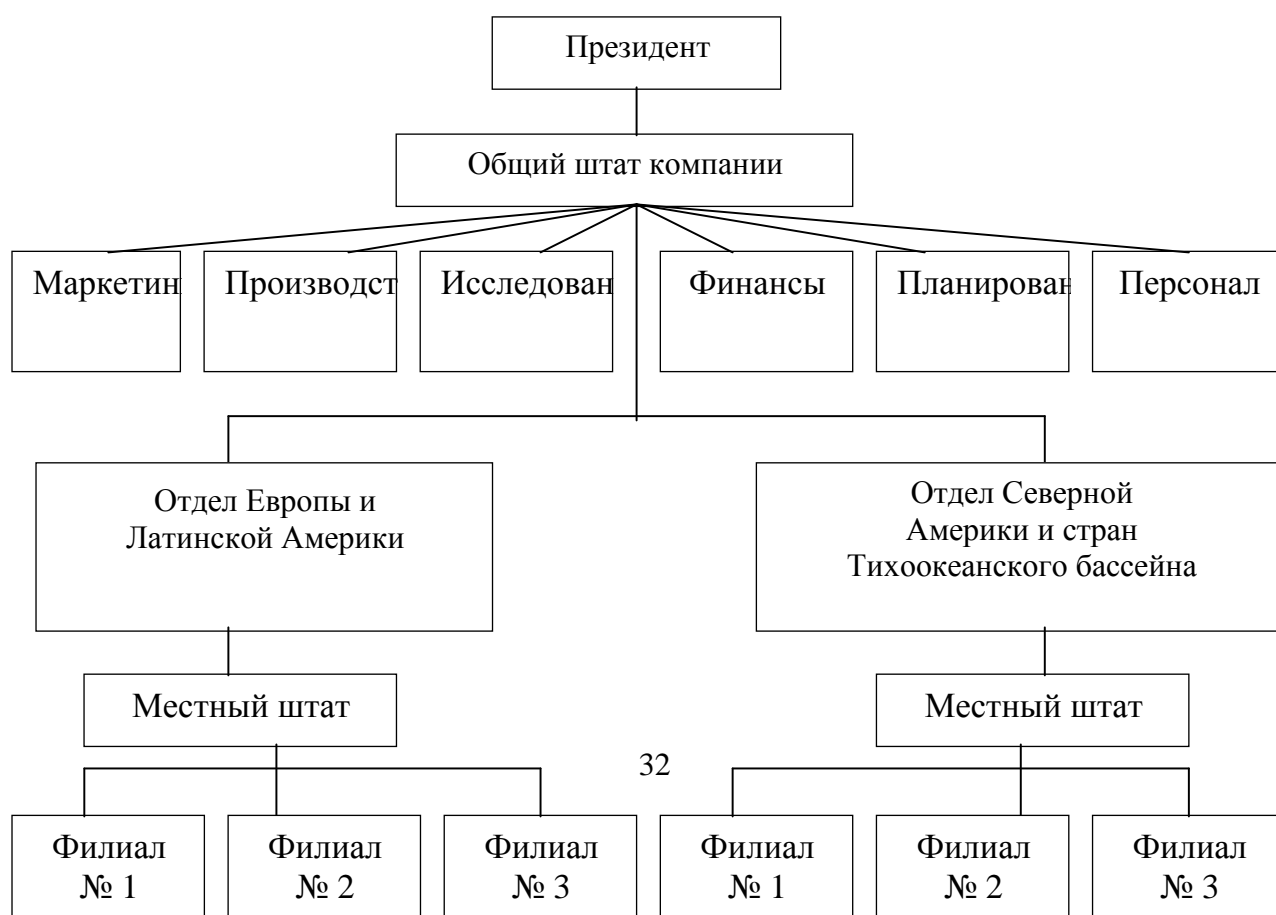 Президент
Общий штат компании
Маркетин
Производст
Исследован
Финансы
Планирован
Персонал
Отдел Европы и
Латинской Америки
Отдел Северной
Америки и стран
Тихоокеанского бассейна
Местный штат
Местный штат
32
Филиал
№ 1
Филиал
№ 2
Филиал
№ 3
Филиал
№ 1
Филиал
№ 2
Филиал
№ 3